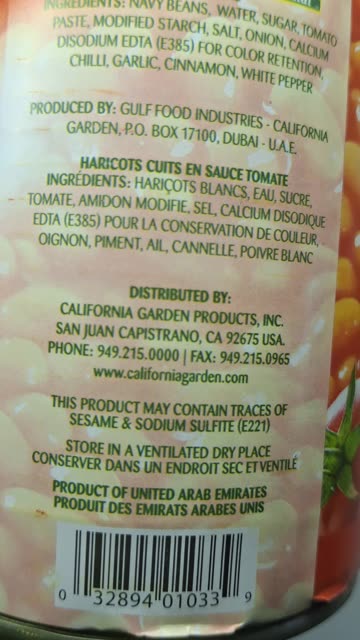 INGREDIENTS: NAVY BEANS, WATER, SUGAR, TOMATO
PASTE, MODIFIED STARCH, SALT, ONION, CALCIUM
DISODIUM EDTA (E385) FOR COLOR RETENTION,
CHILLI, GARLIC, CINNAMON, WHITE PEPPER
PRODUCED BY: GULF FOOD INDUSTRIES - CALIFORNIA
GARDEN, P.O. BOX 17100, DUBAI - U.A.E.
HARICOTS CUITS EN SAUCE TOMATE
INGRÉDIENTS: HARIÇOTS BLANCS, EAU, SUCRE,
TOMATE, AMIDON MODIFIE, SEL, CALCIUM DISODIQUE
EDTA (E385) POUR LA CONSERVATION DE COULEUR,
OIGNON, PIMENT, AIL, CANNELLE, POIVRE BLANC
DISTRIBUTED BY:
CALIFORNIA GARDEN PRODUCTS, INC.
SAN JUAN CAPISTRANO, CA 92675 USA.
PHONE: 949.215.0000 | FAX: 949.215.0965
www.californiagarden.com
THIS PRODUCT MAY CONTAIN TRACES OF
SESAME & SODIUM SULFITE (E221)
STORE IN A VENTILATED DRY PLACE
CONSERVER DANS UN ENDROIT SEC ET VENTILÉ
PRODUCT OF UNITED ARAB EMIRATES
PRODUIT DES EMIRATS ARABES UNIS
0 32894 01033 9